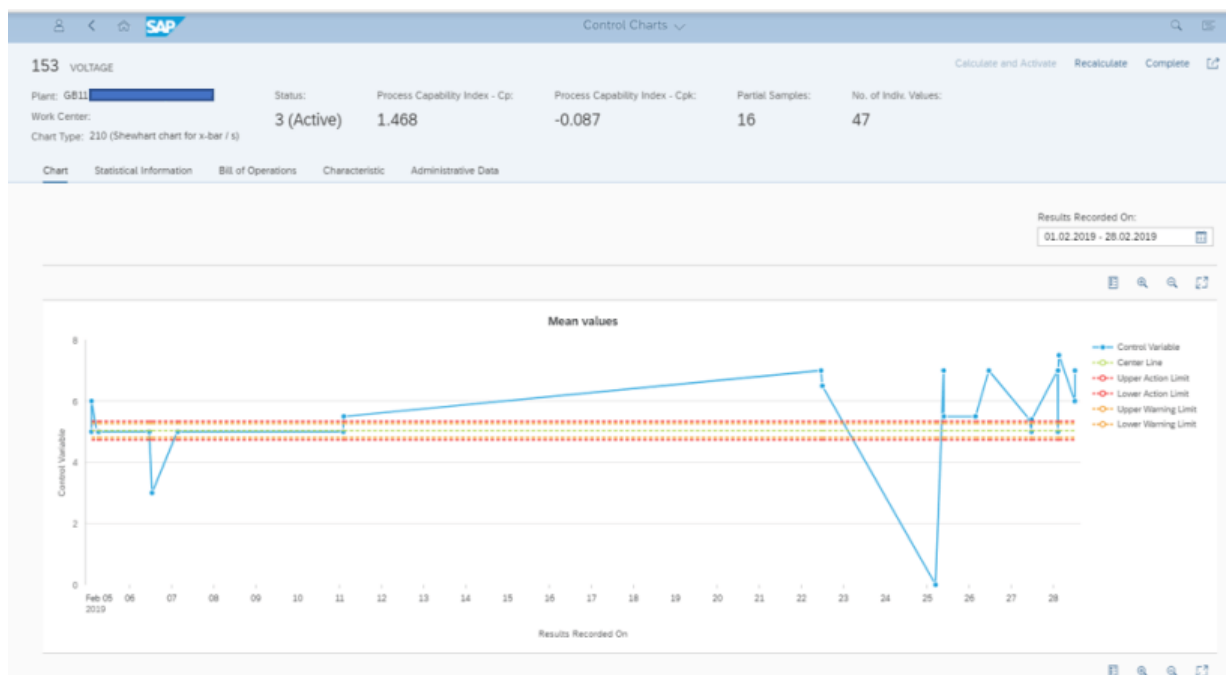 SAP
Control Charts
153 VOLTAGE
Calculate and Activate Recalculate Complete
Plant: GB11
Work Center:
Chart Type: 210 (Shewhart chart for x-bar / s)
Status:
3 (Active)
Process Capability Index - Cp:
1.468
Process Capability Index - Cpk:
-0.087
Partial Samples:
16
No. of Indiv. Values:
47
Chart Statistical Information Bill of Operations Characteristic Administrative Data
Results Recorded On:
01.02.2019 - 28.02.2019
Mean values
8
6
4
2
0
Control Variable
Control Variable
Center Line
Upper Action Limit
Lower Action Limit
Upper Warning Limit
Lower Warning Limit
Feb 05 06 07 08 09 10 11 12 13 14 15 16 17 18 19 20 21 22 23 24 25 26 27 28
2019
Results Recorded On